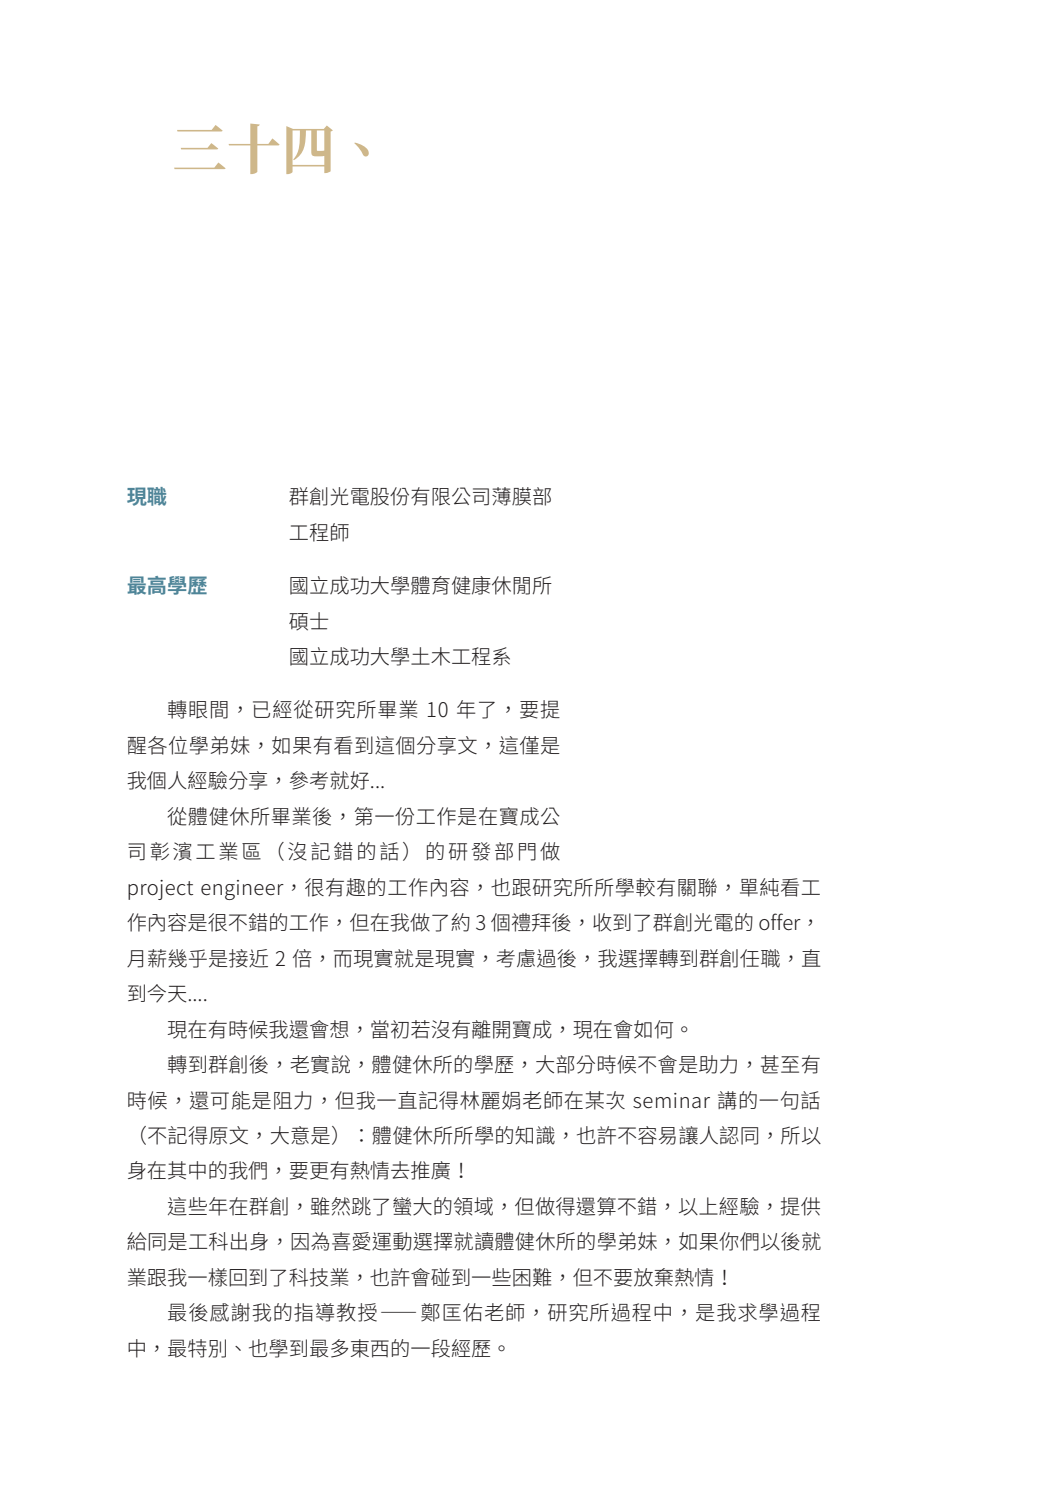 三十四、
現職 群創光電股份有限公司薄膜部
工程師
最高學歷 國立成功大學體育健康休閒所
碩士
國立成功大學土木工程系
轉眼間，已經從研究所畢業 10 年了，要提
醒各位學弟妹，如果有看到這個分享文，這僅是
我個人經驗分享，參考就好...
從體健休所畢業後，第一份工作是在寶成公
司彰濱工業區（沒記錯的話）的研發部門做
project engineer，很有趣的工作內容，也跟研究所所學較有關聯，單純看工
作內容是很不錯的工作，但在我做了約 3 個禮拜後，收到了群創光電的 offer，
月薪幾乎是接近 2 倍，而現實就是現實，考慮過後，我選擇轉到群創任職，直
到今天....
現在有時候我還會想，當初若沒有離開寶成，現在會如何。
轉到群創後，老實說，體健休所的學歷，大部分時候不會是助力，甚至有
時候，還可能是阻力，但我一直記得林麗娟老師在某次 seminar 講的一句話
（不記得原文，大意是）：體健休所所學的知識，也許不容易讓人認同，所以
身在其中的我們，要更有熱情去推廣！
這些年在群創，雖然跳了蠻大的領域，但做得還算不錯，以上經驗，提供
給同是工科出身，因為喜愛運動選擇就讀體健休所的學弟妹，如果你們以後就
業跟我一樣回到了科技業，也許會碰到一些困難，但不要放棄熱情！
最後感謝我的指導教授——鄭匡佑老師，研究所過程中，是我求學過程
中，最特別、也學到最多東西的一段經歷。